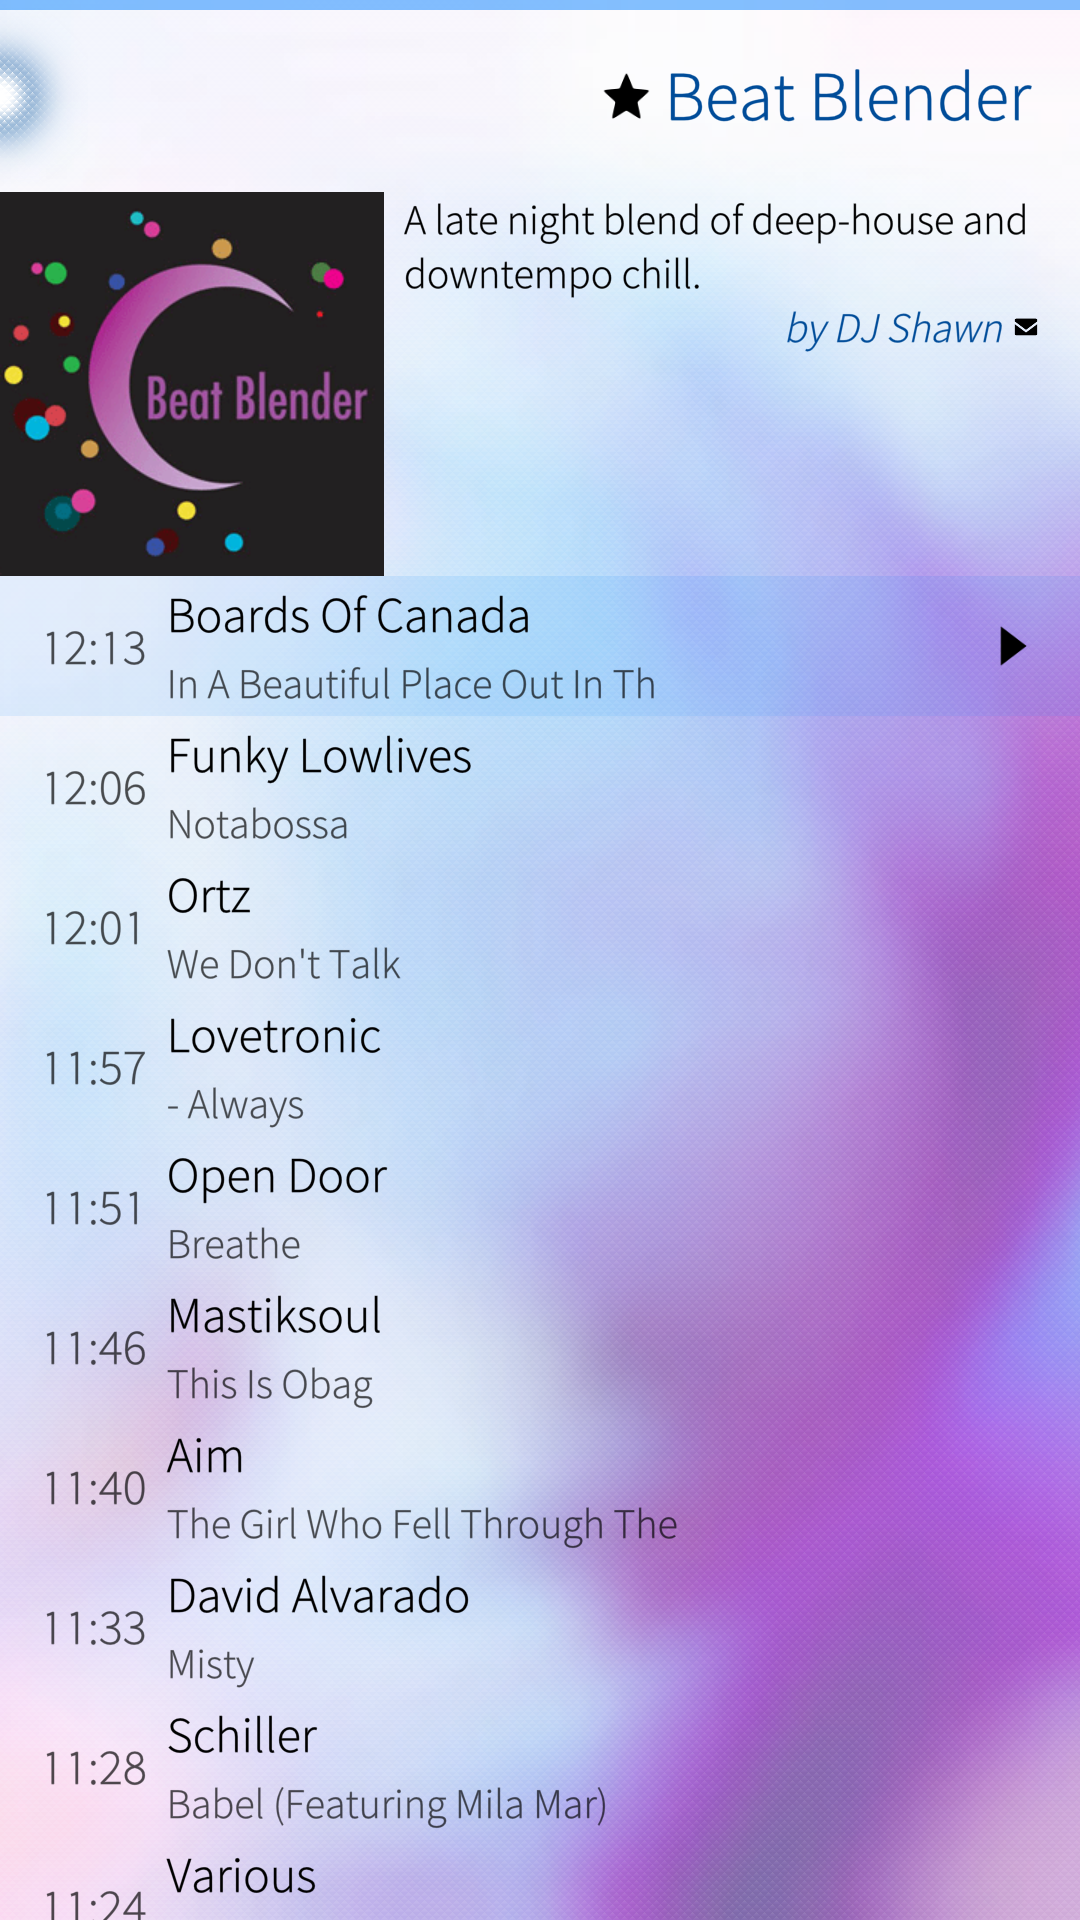 Beat Blender
Beat Blender
A late night blend of deep-house and
downtempo chill.
by DJ Shawn
12:13
Boards Of Canada
In A Beautiful Place Out In Th
12:06
Funky Lowlives
Notabossa
12:01
Ortz
We Don't Talk
11:57
Lovetronic
- Always
11:51
Open Door
Breathe
11:46
Mastiksoul
This Is Obag
11:40
Aim
The Girl Who Fell Through The
11:33
David Alvarado
Misty
11:28
Schiller
Babel (Featuring Mila Mar)
11:24
Various